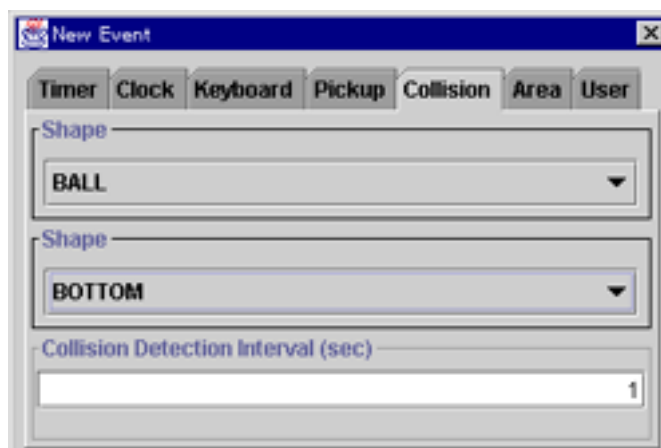 New Event
Timer Clock Keyboard Pickup Collision Area User
Shape
BALL
Shape
BOTTOM
Collision Detection Interval (sec)
1